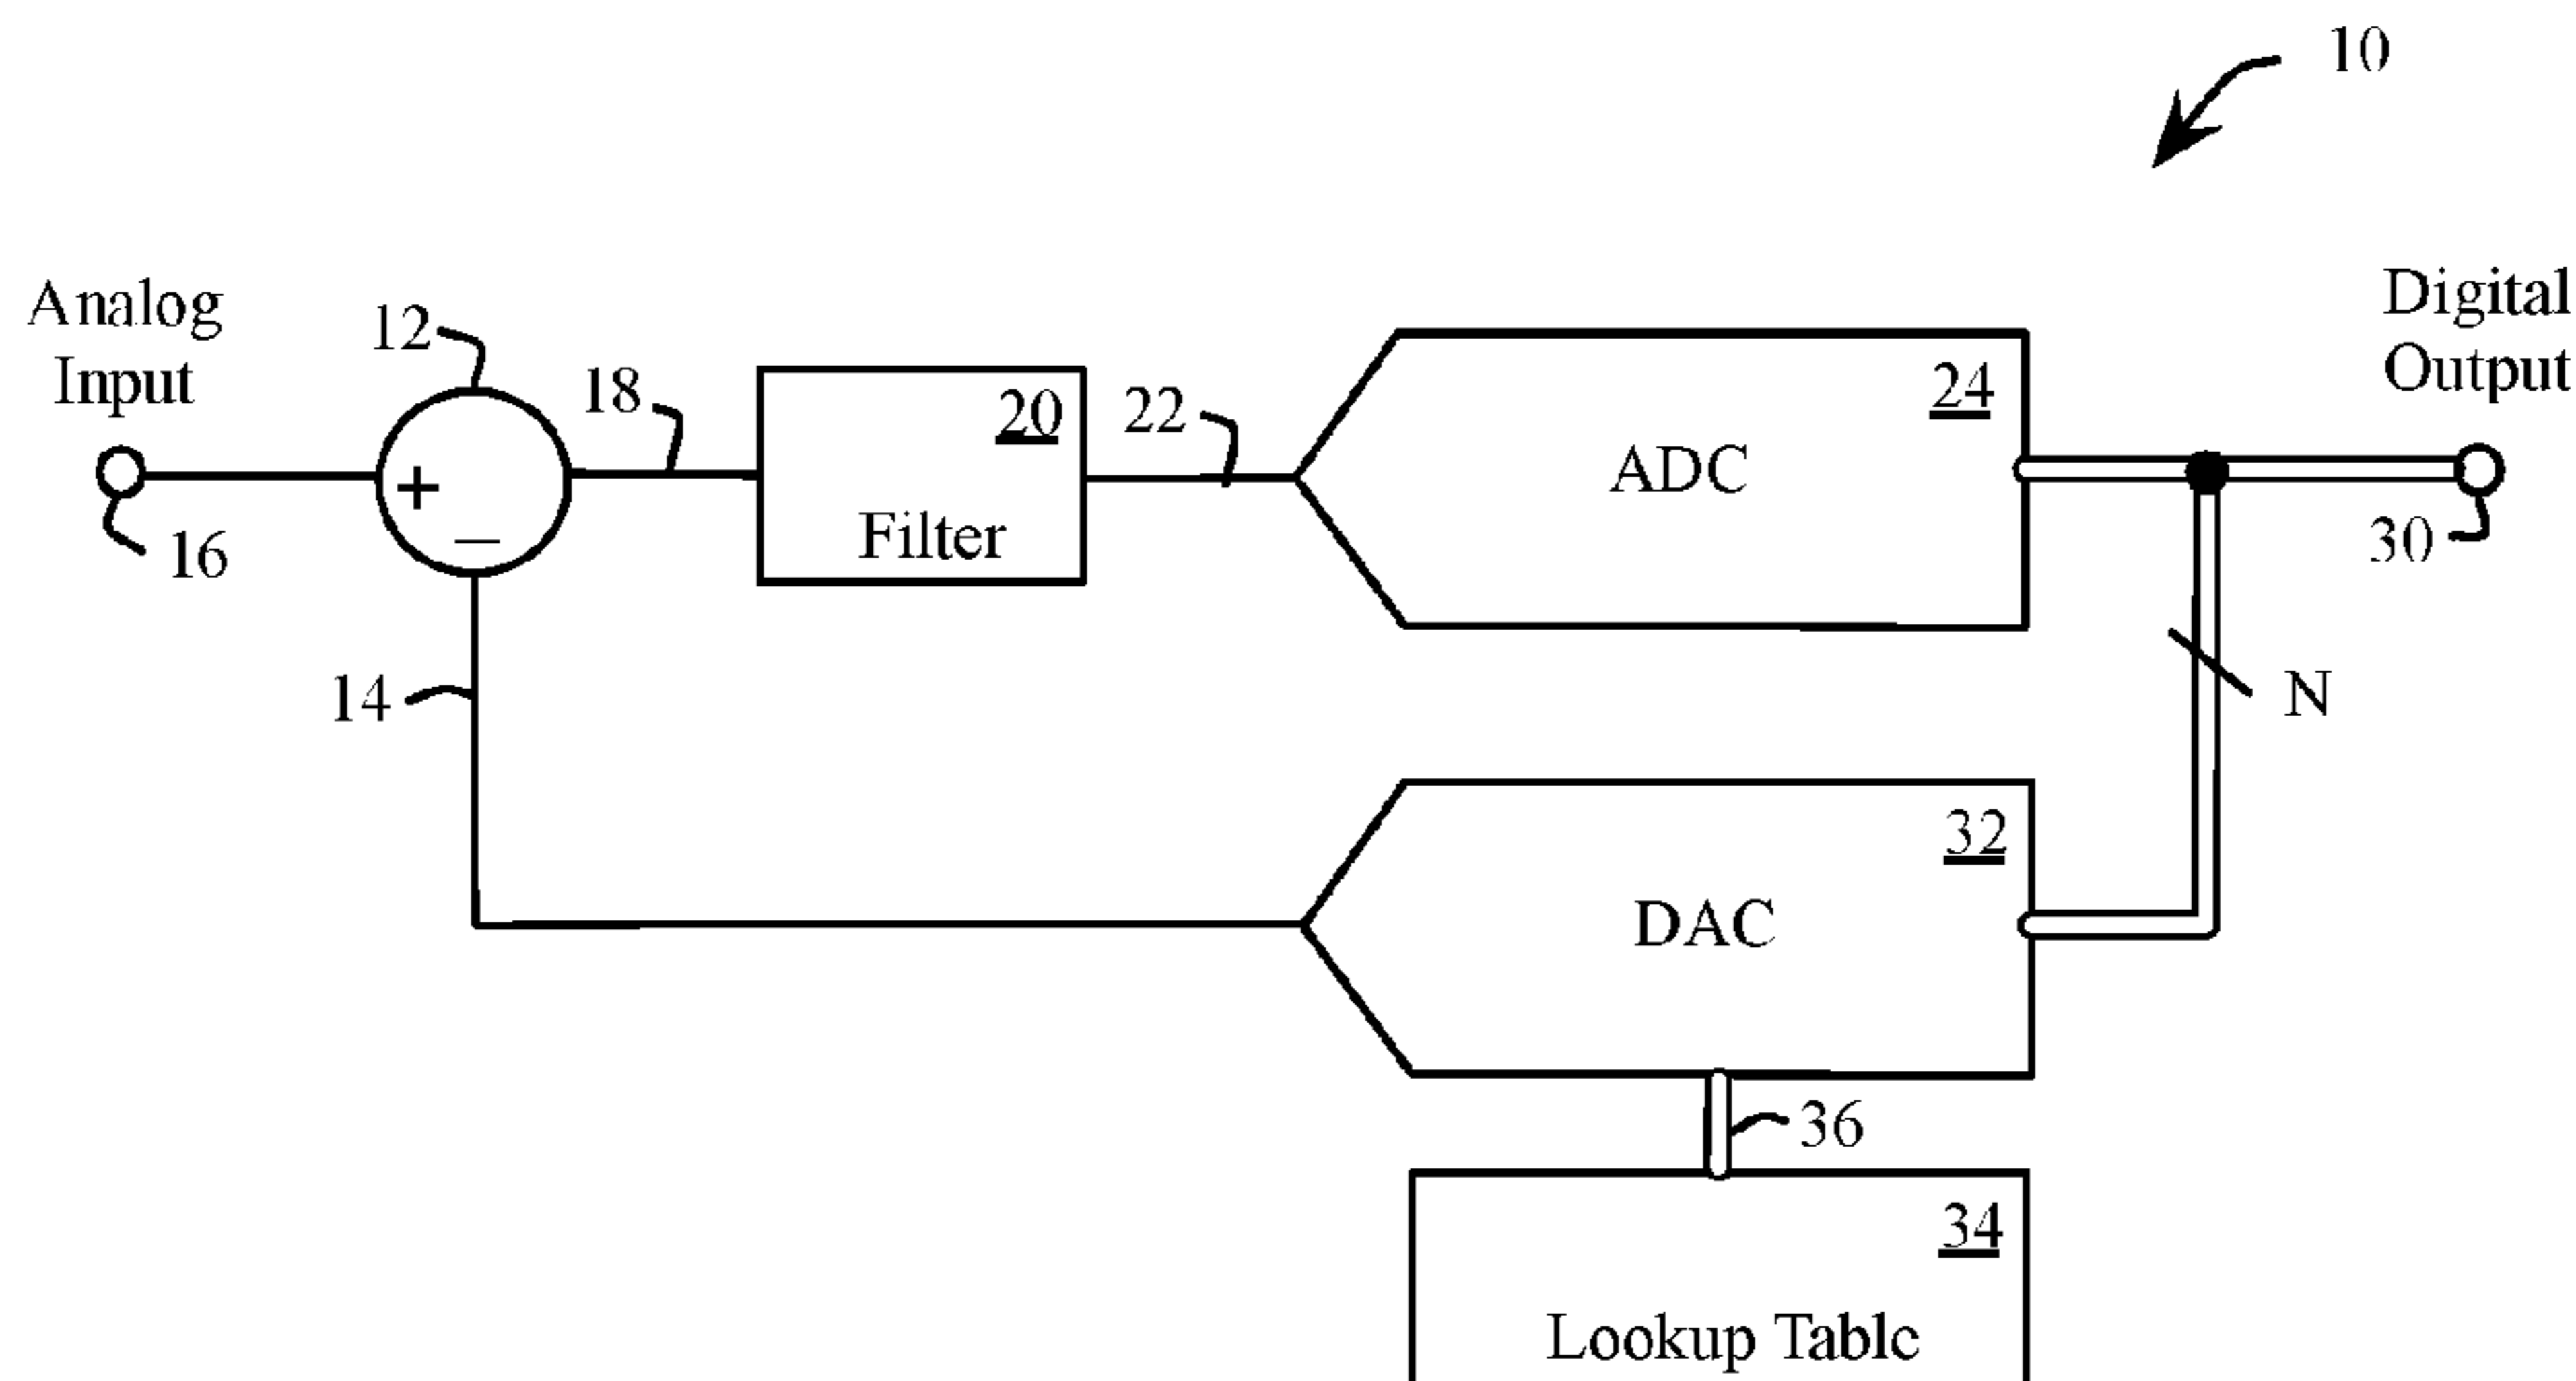 10
Analog
Input
Digital
Output
12
18
20
22
24
ADC
Filter
16
+
−
30
14
N
32
DAC
36
34
Lookup Table